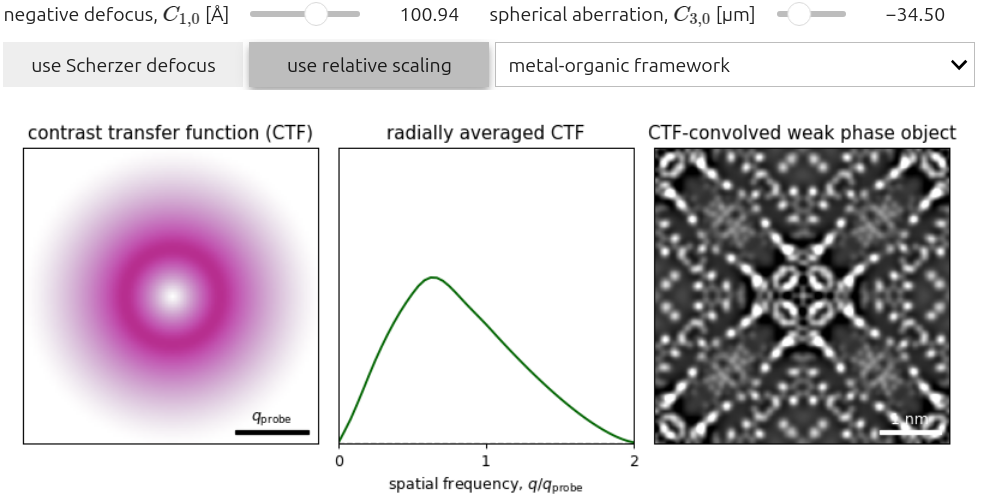 negative defocus, C1,0 [Å] 100.94 spherical aberration, C3,0 [µm] −34.50
use Scherzer defocus use relative scaling metal-organic framework
contrast transfer function (CTF) radially averaged CTF CTF-convolved weak phase object
qprobe
1 nm
0 1 2
spatial frequency, q/qprobe